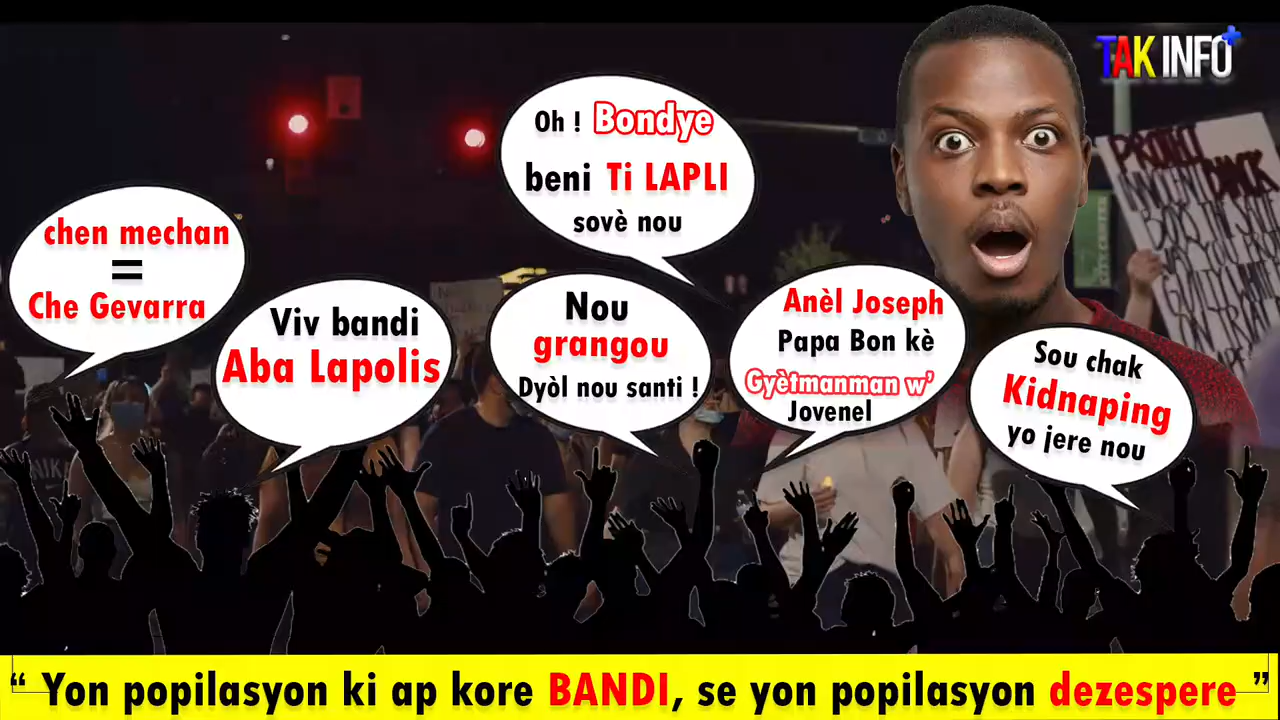 TAK INFO+
Oh ! Bondye
beni Ti LAPLI
sovè nou
chen mechan
=
Che Gevarra
Viv bandi
Aba Lapolis
Nou
grangou
Dyòl nou santi !
Anèl Joseph
Papa Bon kè
Gyètmanman w’
Jovenel
Sou chak
Kidnaping
yo jere nou
“ Yon popilasyon ki ap kore BANDI, se yon popilasyon dezespere ”